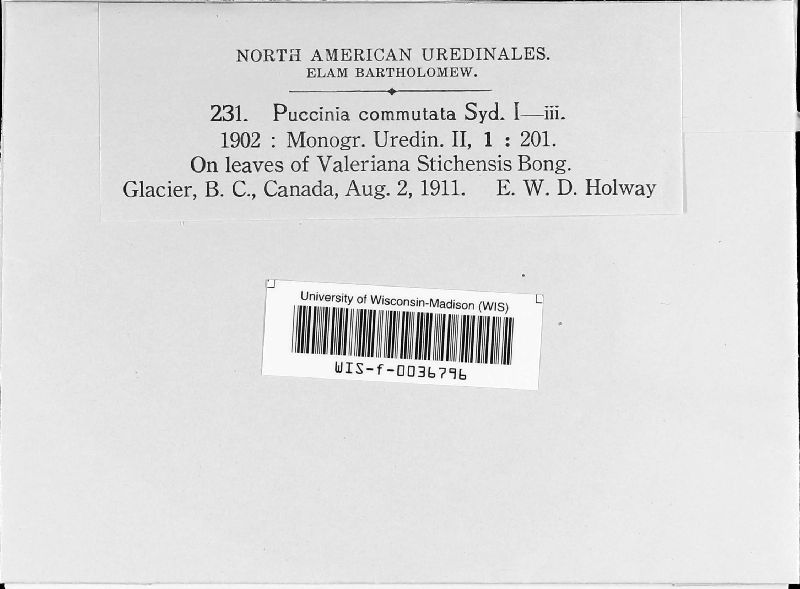 NORTH AMERICAN UREDINALES.
ELAM BARTHOLOMEW.
231. Puccinia commutata Syd. I—iii.
1902 : Monogr. Uredin. II, 1 : 201.
On leaves of Valeriana Stichensis Bong.
Glacier, B. C., Canada, Aug. 2, 1911. E. W. D. Holway
University of Wisconsin-Madison (WIS)
WIS-f-0036796